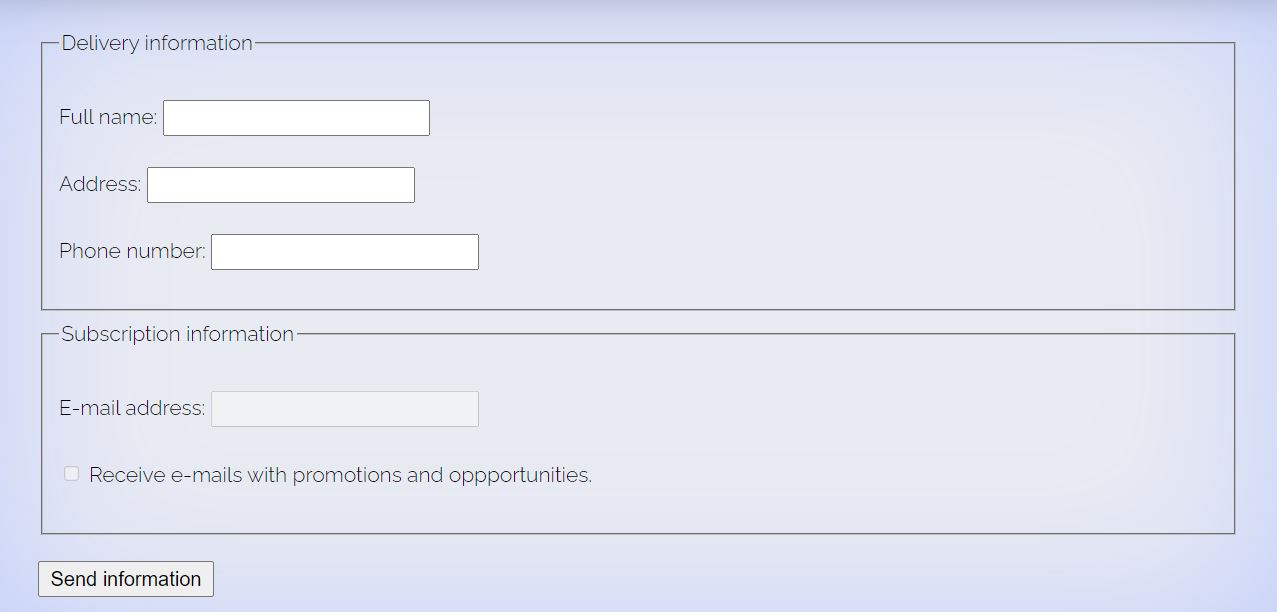 Delivery information
Full name:
Address:
Phone number:
Subscription information
E-mail address:
Receive e-mails with promotions and oppportunities.
Send information